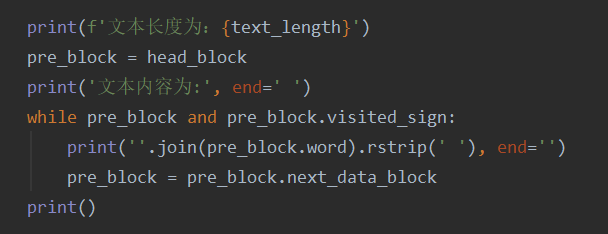 print(f'文本长度为：{text_length}')
pre_block = head_block
print('文本内容为:', end=' ')
while pre_block and pre_block.visited_sign:
    print(''.join(pre_block.word).rstrip(' '), end='')
    pre_block = pre_block.next_data_block
print()